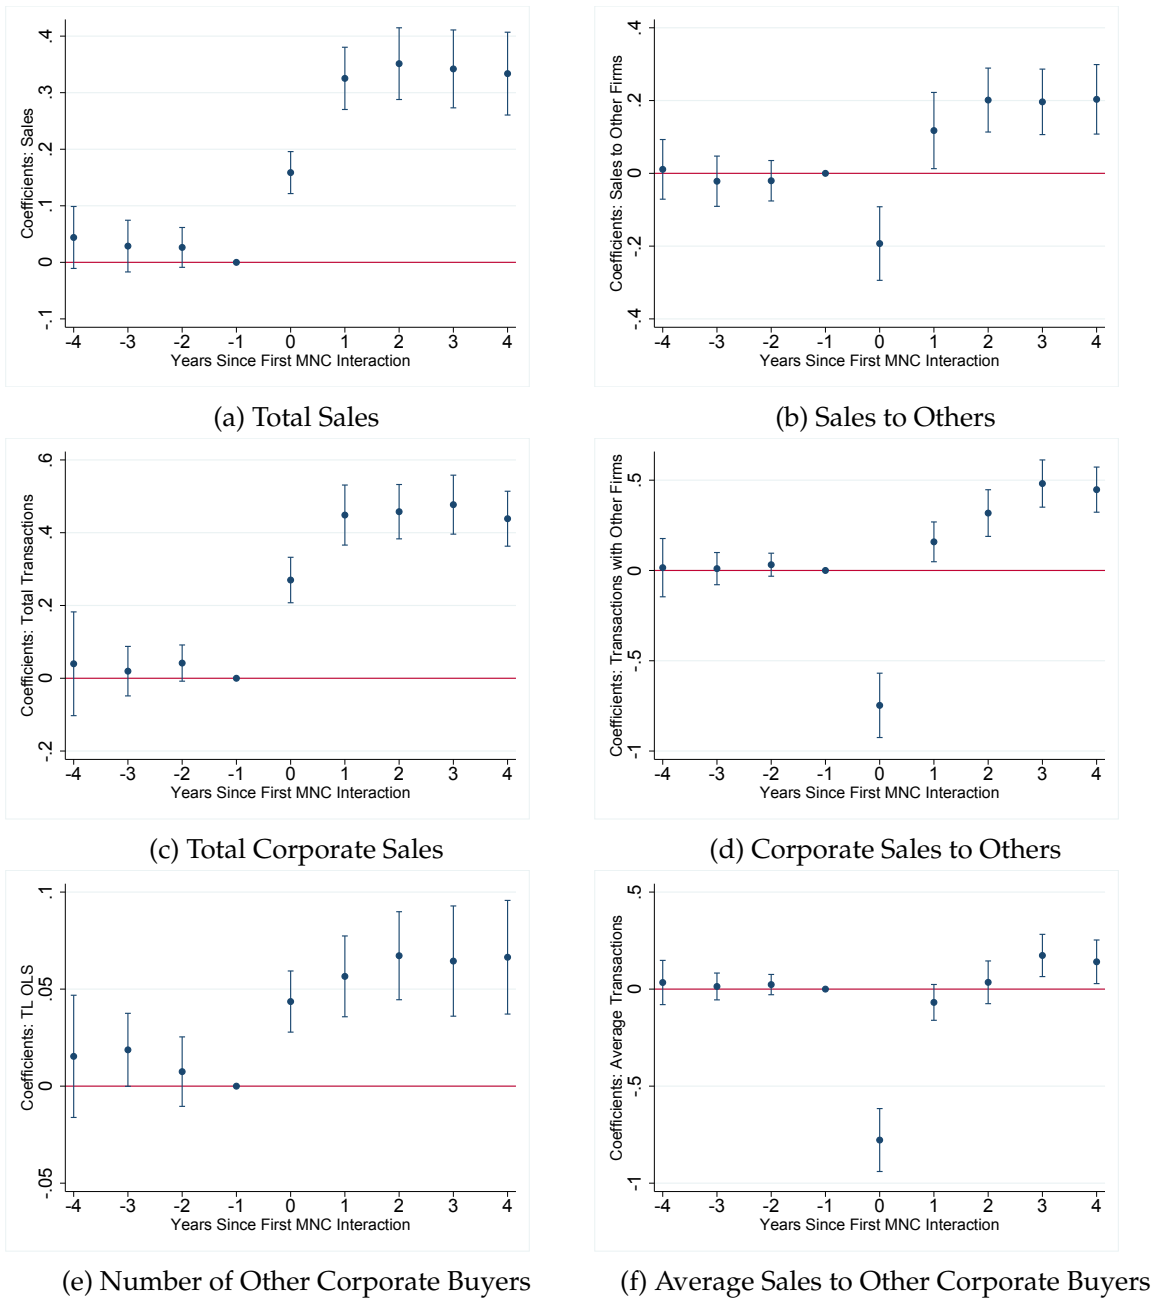 Coefficients: Sales
.4
.3
.2
.1
0
-.1
-4 -3 -2 -1 0 1 2 3 4
Years Since First MNC Interaction
(a) Total Sales
Coefficients: Sales to Other Firms
.4
.2
0
-.2
-.4
-4 -3 -2 -1 0 1 2 3 4
Years Since First MNC Interaction
(b) Sales to Others
Coefficients: Total Transactions
.6
.4
.2
0
-.2
-4 -3 -2 -1 0 1 2 3 4
Years Since First MNC Interaction
(c) Total Corporate Sales
Coefficients: Transactions with Other Firms
.5
0
-.5
-1
-4 -3 -2 -1 0 1 2 3 4
Years Since First MNC Interaction
(d) Corporate Sales to Others
Coefficients: TL OLS
.1
.05
0
-.05
-4 -3 -2 -1 0 1 2 3 4
Years Since First MNC Interaction
(e) Number of Other Corporate Buyers
Coefficients: Average Transactions
.5
0
-.5
-1
-4 -3 -2 -1 0 1 2 3 4
Years Since First MNC Interaction
(f) Average Sales to Other Corporate Buyers